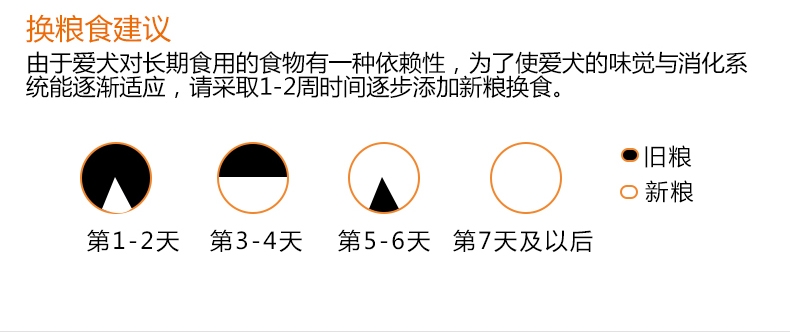 换粮食建议
由于爱犬对长期食用的食物有一种依赖性，为了使爱犬的味觉与消化系
统能逐渐适应，请采取1-2周时间逐步添加新粮换食。
旧粮
新粮
第1-2天 第3-4天 第5-6天 第7天及以后